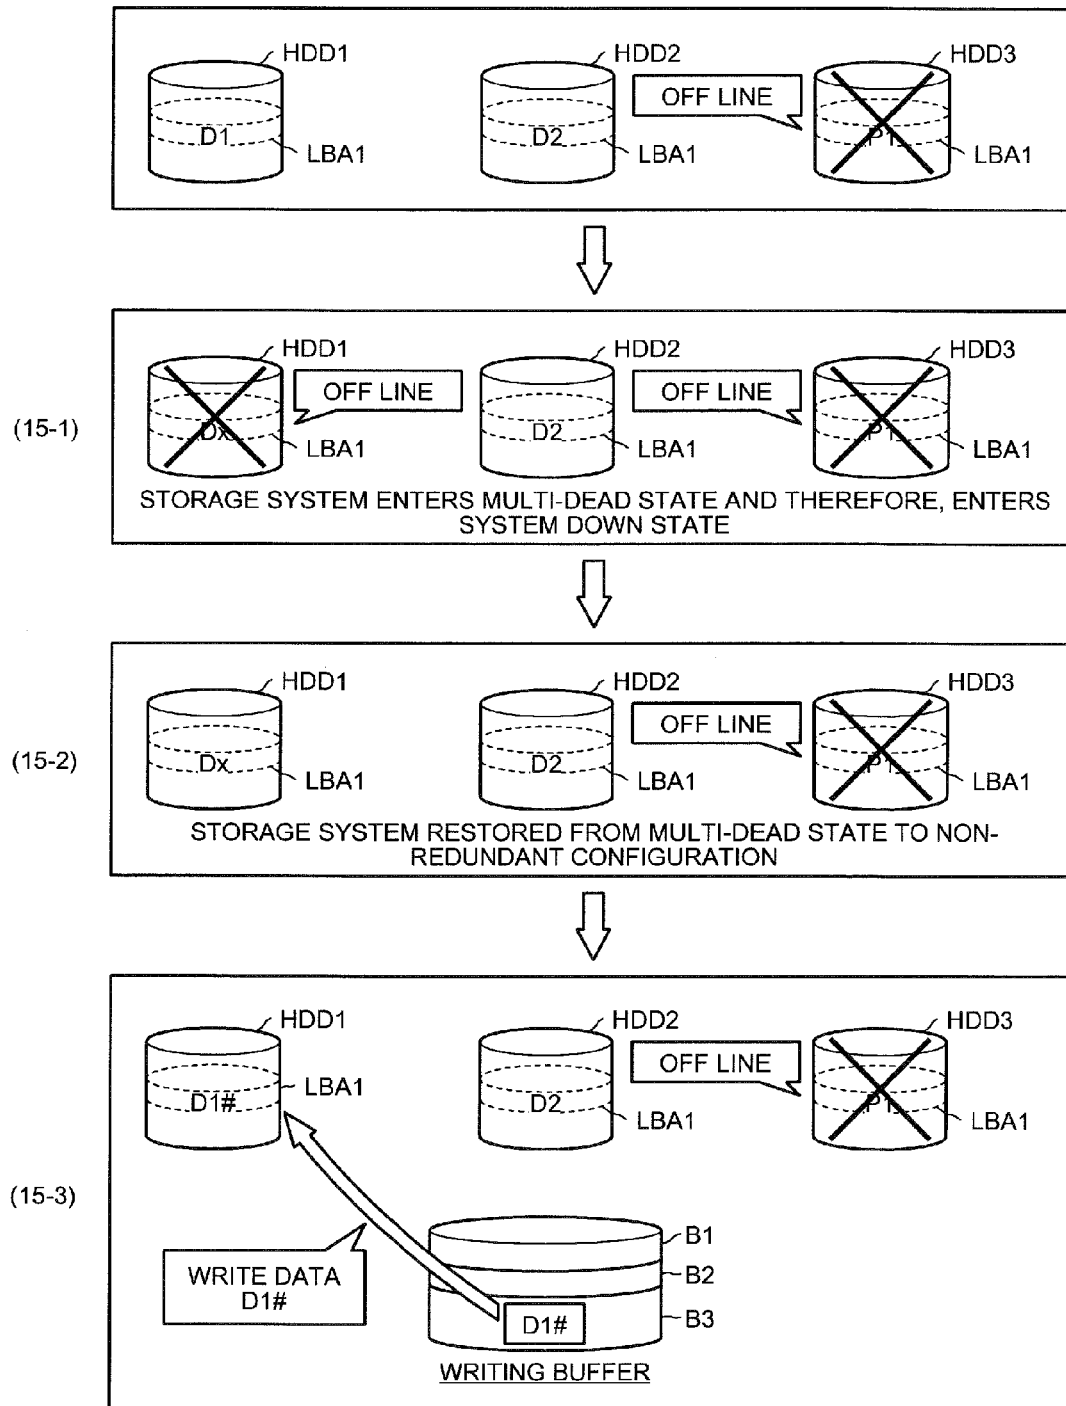 HDD1 HDD2 HDD3
OFF LINE
D1 D2 P1
LBA1 LBA1 LBA1
(15-1)
HDD1 HDD2 HDD3
OFF LINE OFF LINE
Dx D2 P1
LBA1 LBA1 LBA1
STORAGE SYSTEM ENTERS MULTI-DEAD STATE AND THEREFORE, ENTERS
SYSTEM DOWN STATE
(15-2)
HDD1 HDD2 HDD3
OFF LINE
Dx D2 P1
LBA1 LBA1 LBA1
STORAGE SYSTEM RESTORED FROM MULTI-DEAD STATE TO NON-
REDUNDANT CONFIGURATION
(15-3)
HDD1 HDD2 HDD3
OFF LINE
D1# D2 P1
LBA1 LBA1 LBA1
WRITE DATA
D1#
B1
B2
B3
D1#
WRITING BUFFER